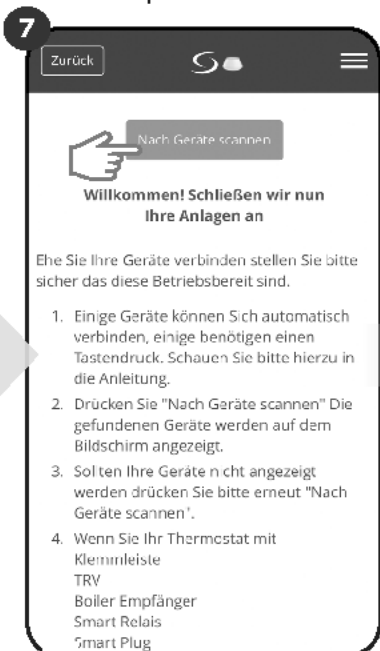 7
Zurück
Nach Geräte scannen
Willkommen! Schließen wir nun
Ihre Anlagen an
Ehe Sie Ihre Geräte verbinden stellen Sie bitte
sicher das diese Betriebsbereit sind.
1. Einige Geräte können Sich automatisch
verbinden, einige benötigen einen
Tastendruck. Schauen Sie bitte hierzu in
die Anleitung.
2. Drücken Sie "Nach Geräte scannen" Die
gefundenen Geräte werden auf dem
Bildschirm angezeigt.
3. Sollten Ihre Geräte nicht angezeigt
werden drücken Sie bitte erneut "Nach
Geräte scannen".
4. Wenn Sie Ihr Thermostat mit
Klemmleiste
TRV
Boiler Empfänger
Smart Relais
Smart Plug